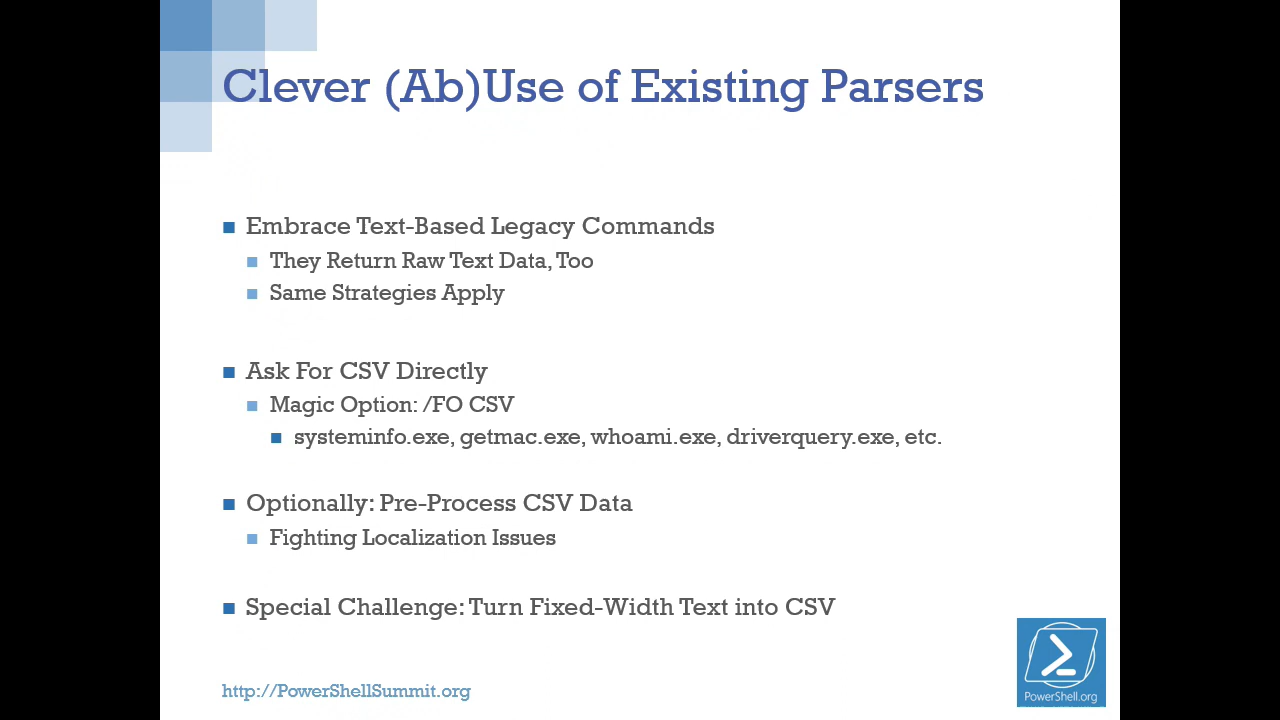 Clever (Ab)Use of Existing Parsers
Embrace Text-Based Legacy Commands
They Return Raw Text Data, Too
Same Strategies Apply
Ask For CSV Directly
Magic Option: /FO CSV
systeminfo.exe, getmac.exe, whoami.exe, driverquery.exe, etc.
Optionally: Pre-Process CSV Data
Fighting Localization Issues
Special Challenge: Turn Fixed-Width Text into CSV
http://PowerShellSummit.org
PowerShell.org